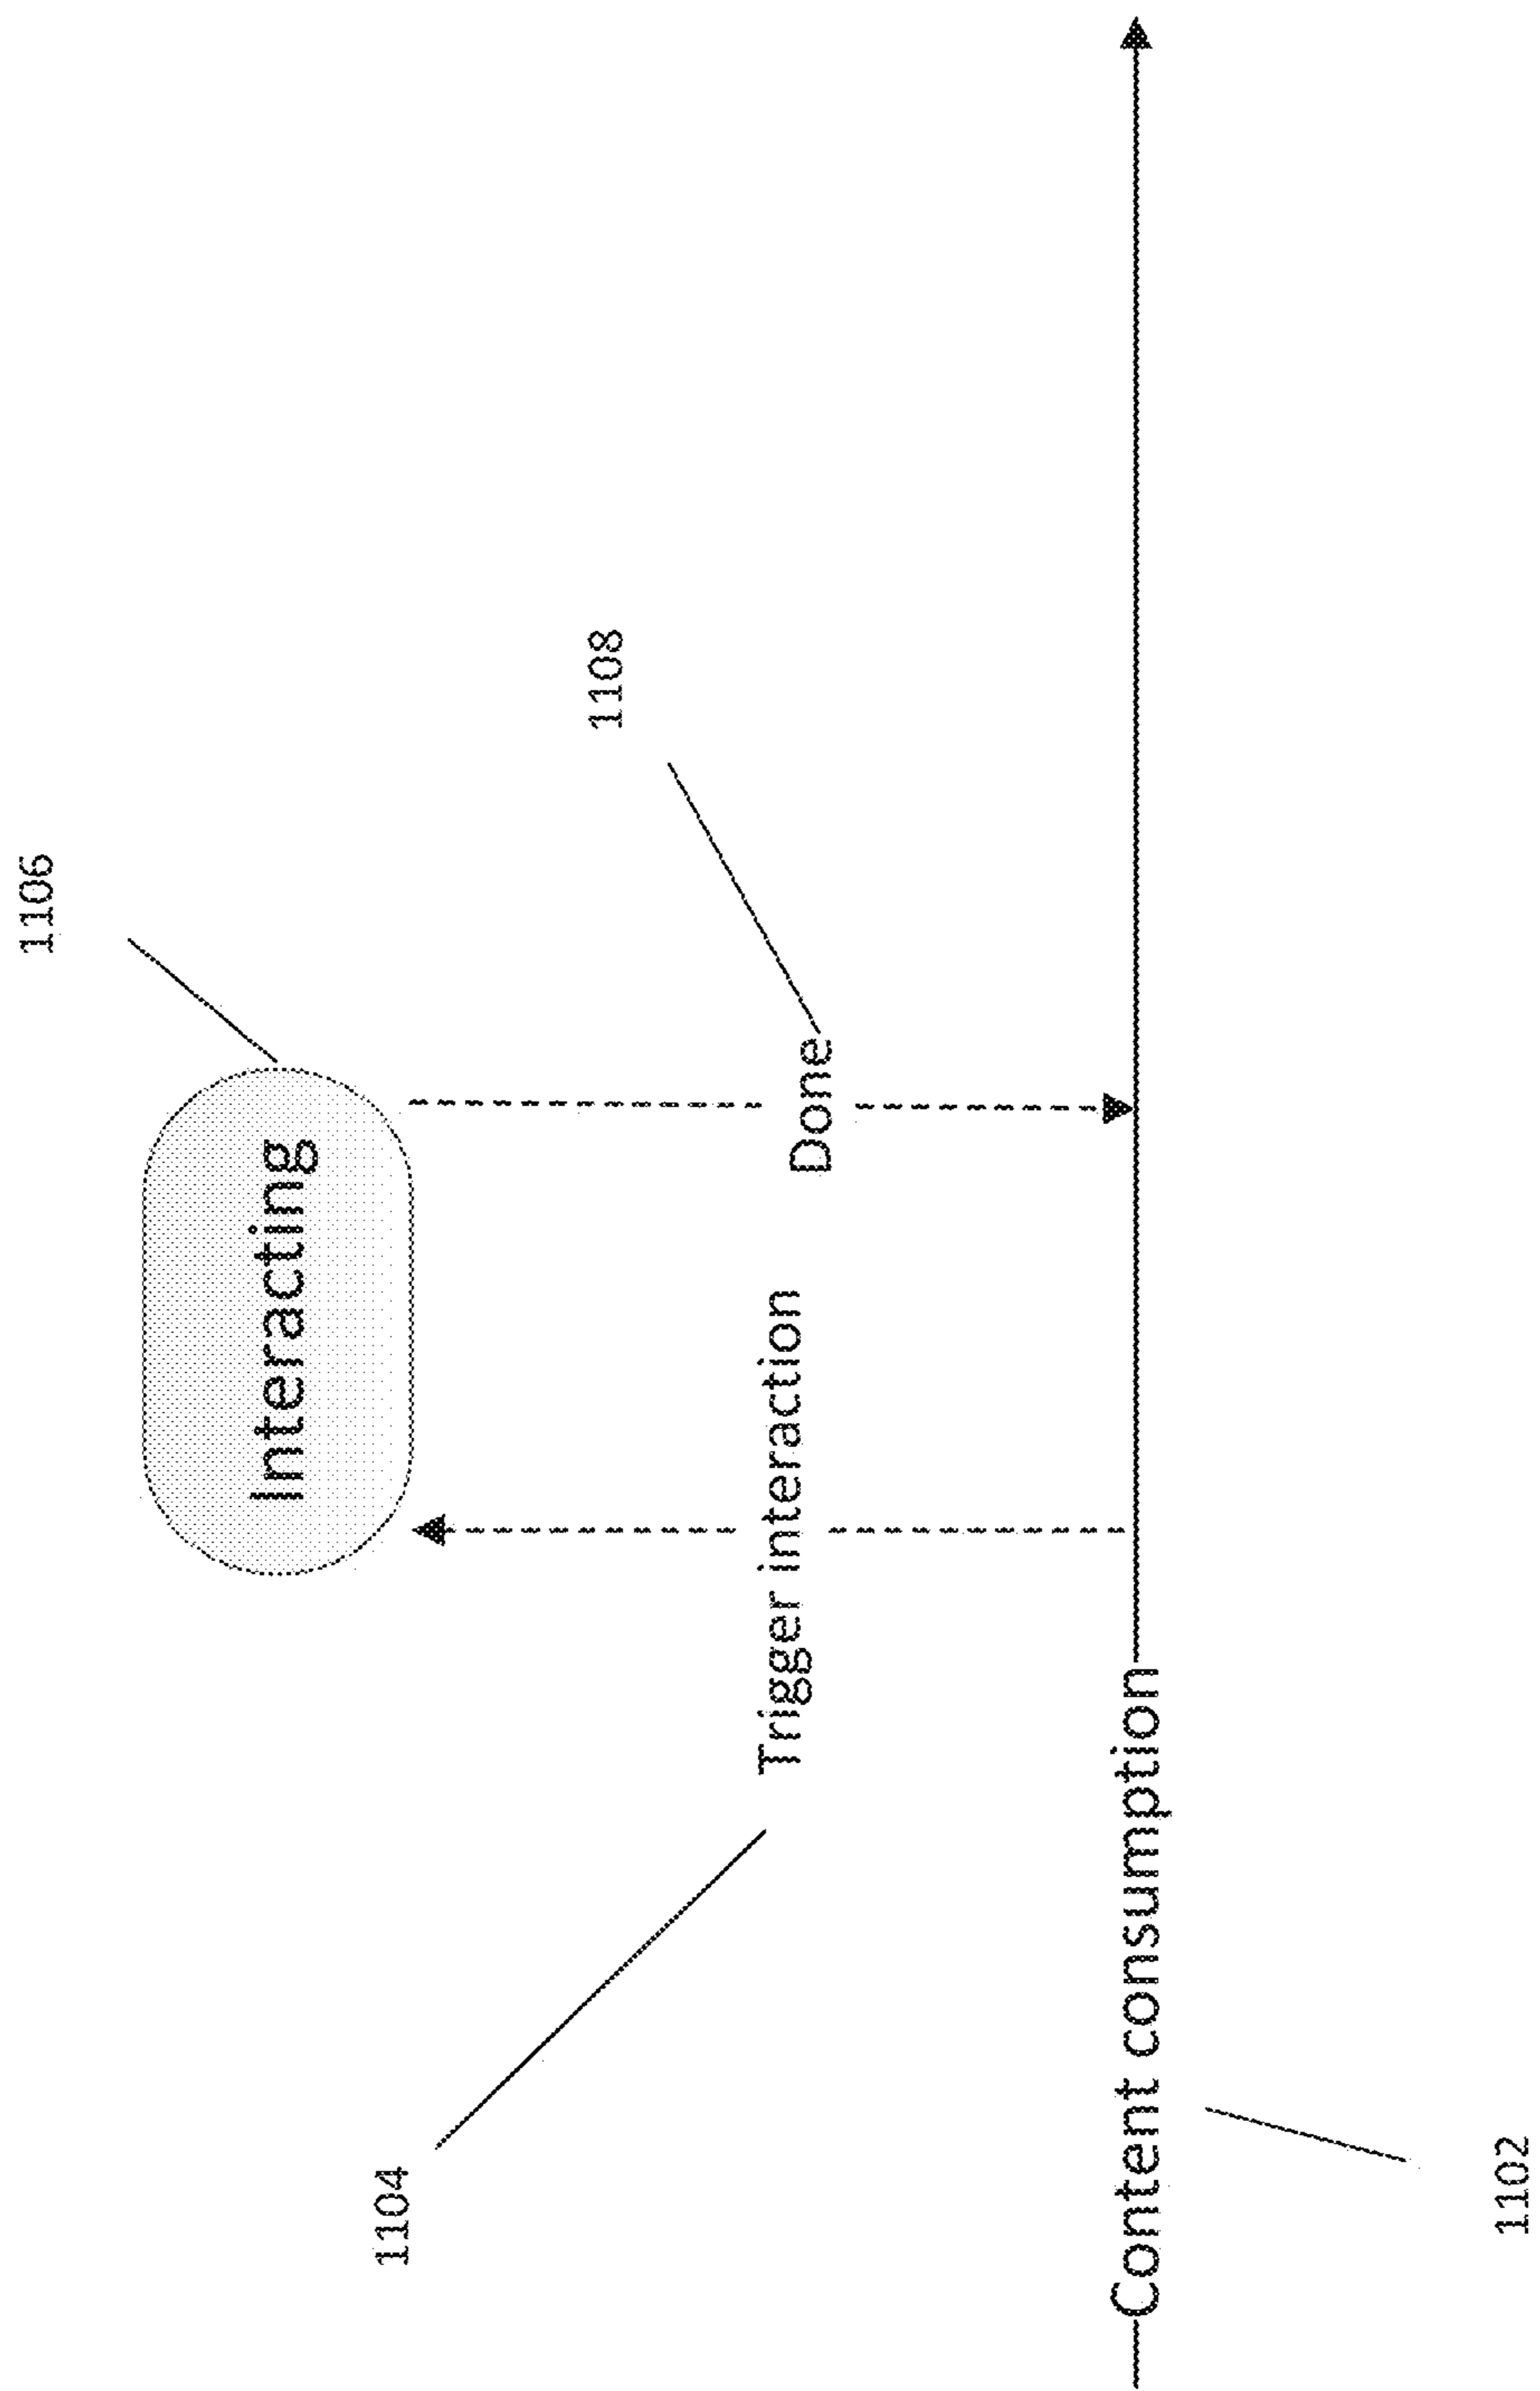 1106
Interacting
1108
1104
Trigger interaction
Done
Content consumption
1102